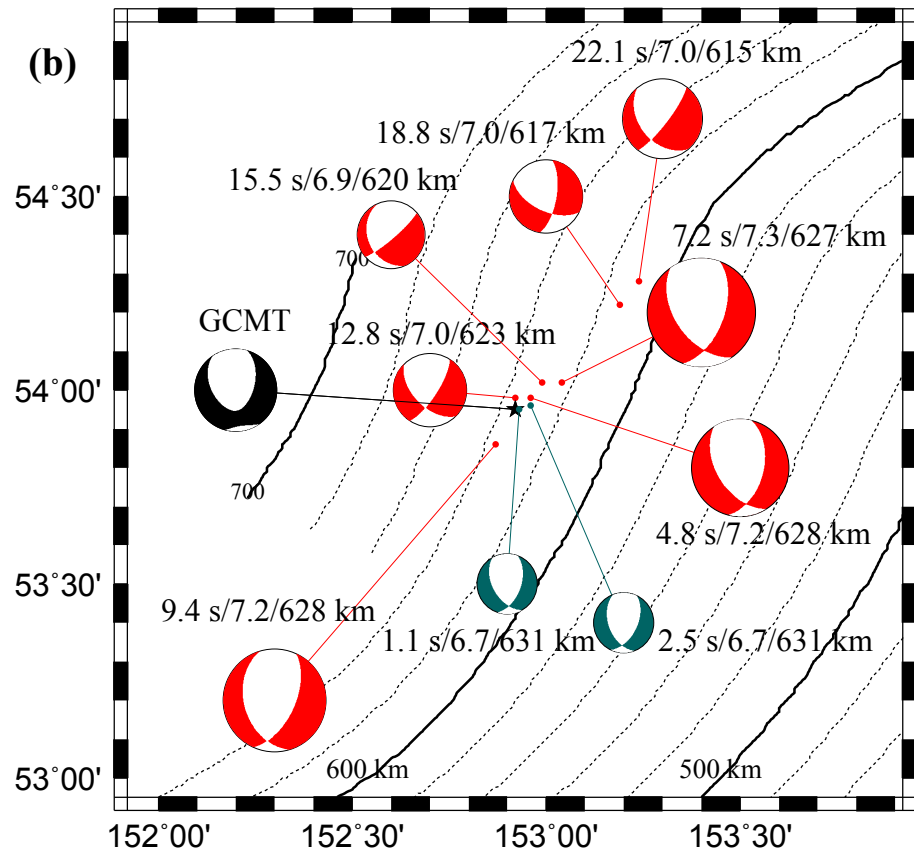 (b)
22.1 s/7.0/615 km
18.8 s/7.0/617 km
15.5 s/6.9/620 km
54˚30'
7.2 s/7.3/627 km
700
GCMT
12.8 s/7.0/623 km
54˚00'
700
4.8 s/7.2/628 km
53˚30'
9.4 s/7.2/628 km
1.1 s/6.7/631 km
2.5 s/6.7/631 km
600 km
500 km
53˚00'
152˚00'
152˚30'
153˚00'
153˚30'